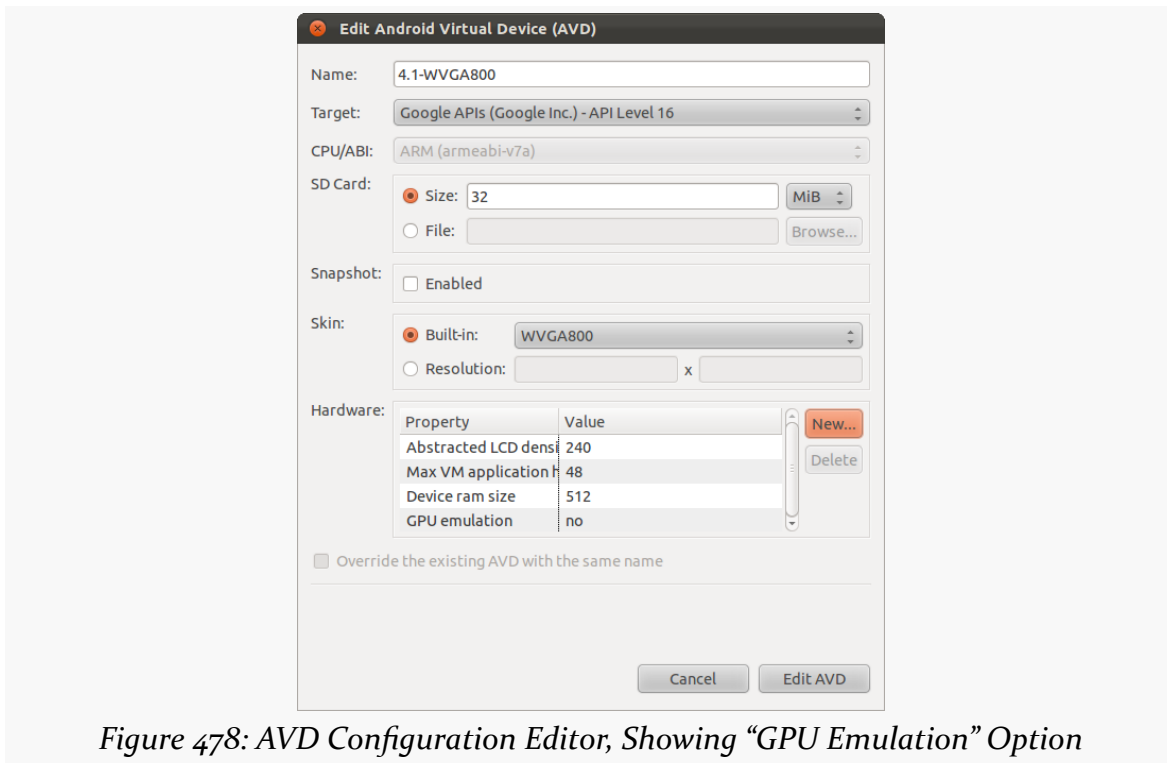 Edit Android Virtual Device (AVD)
Name: 4.1-WVGA800
Target: Google APIs (Google Inc.) - API Level 16
CPU/ABI: ARM (armeabi-v7a)
SD Card:
Size: 32 MiB
File: Browse...
Snapshot:
Enabled
Skin:
Built-in: WVGA800
Resolution: x
Hardware:
Property Value New...
Abstracted LCD densi 240
Delete
Max VM application h 48
Device ram size 512
GPU emulation no
Override the existing AVD with the same name
Cancel Edit AVD
Figure 478: AVD Configuration Editor, Showing “GPU Emulation” Option